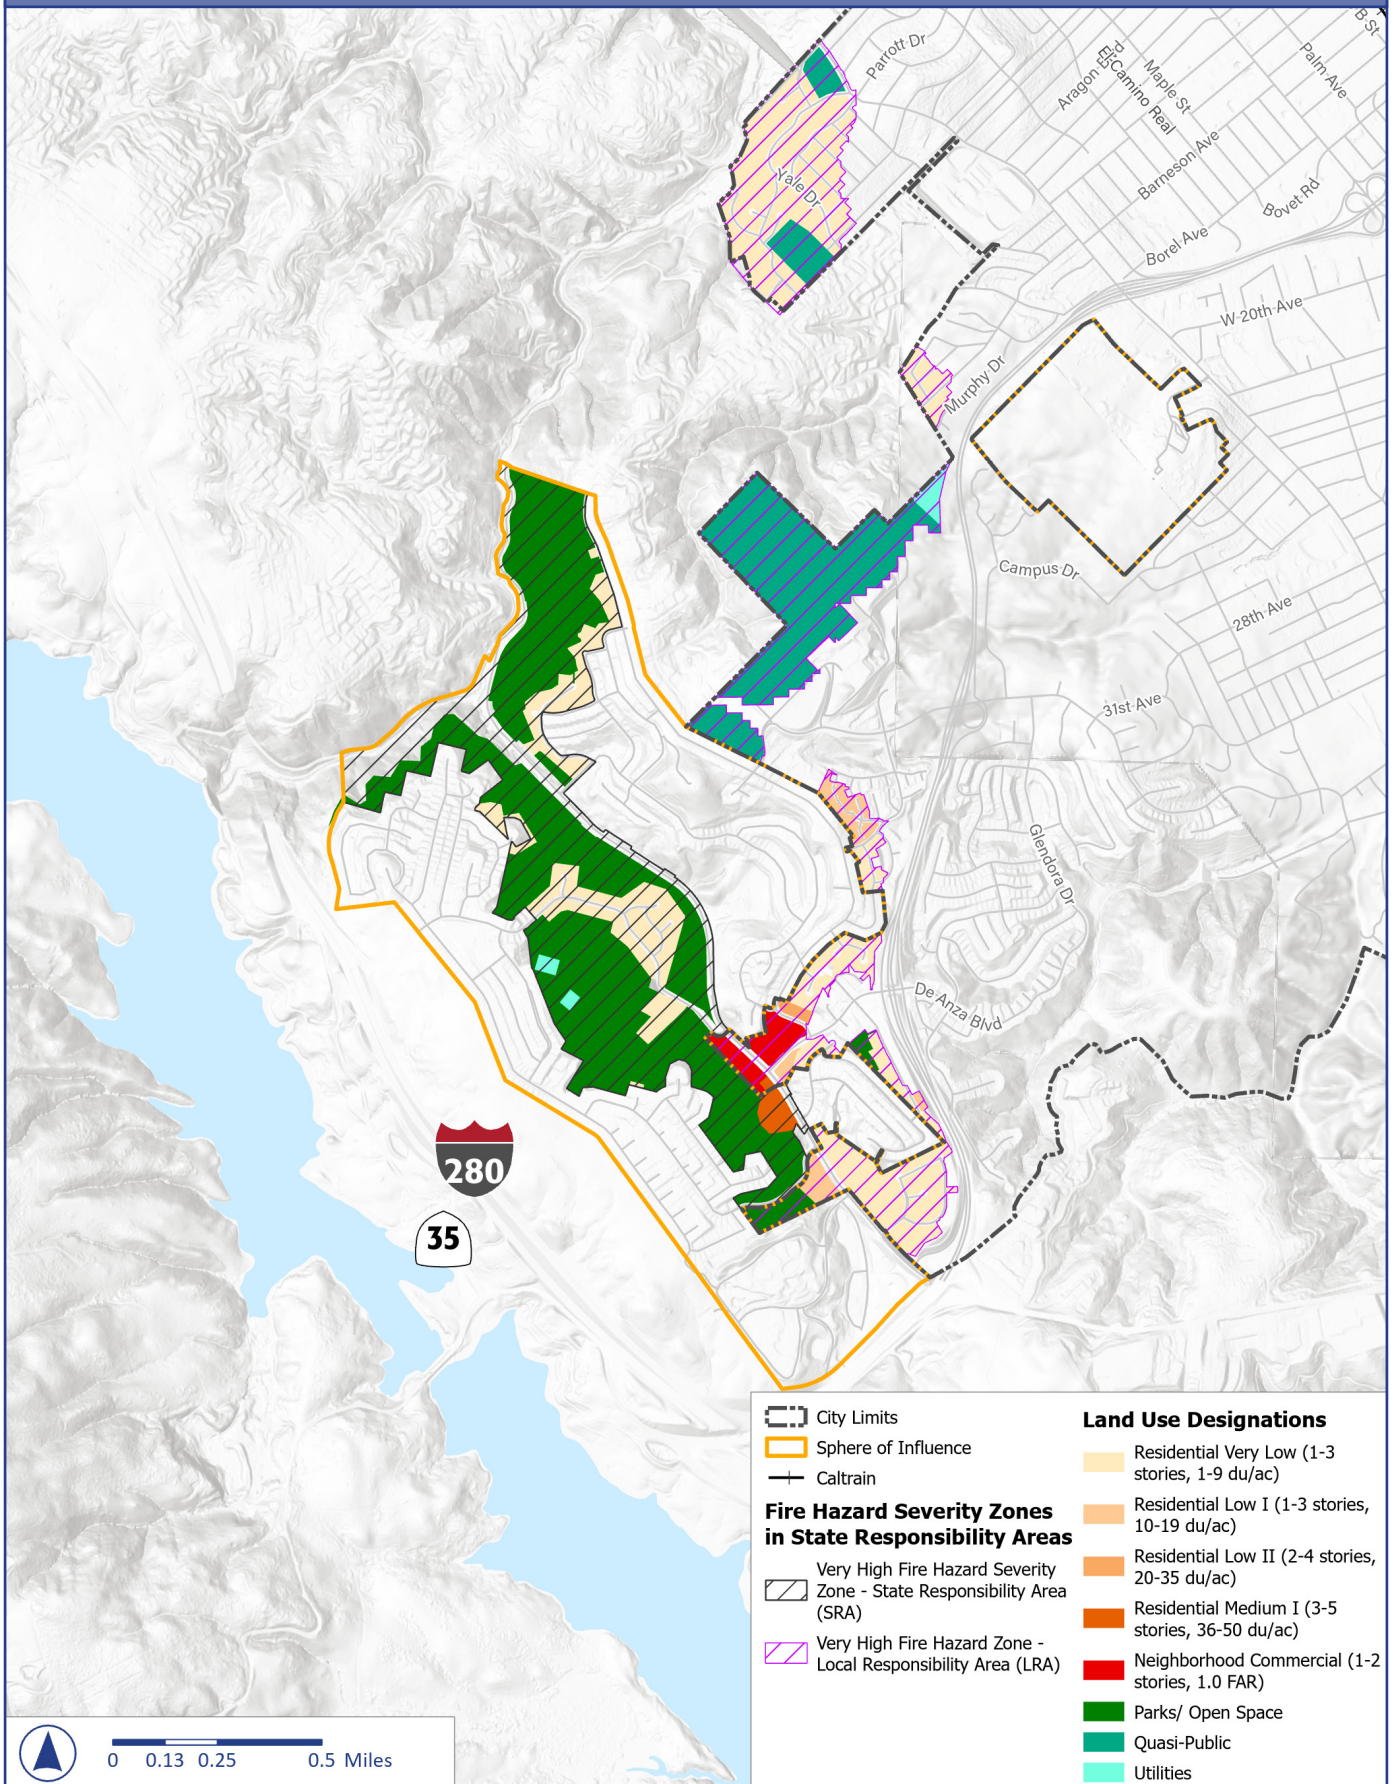 B St
Parrott Dr
Palm Ave
Aragon Blvd
El Camino Real
Maple St
Barneson Ave
Yale Dr
Bovet Rd
Borel Ave
W 20th Ave
Murphy Dr
Campus Dr
28th Ave
31st Ave
Glendora Dr
De Anza Blvd
280
35
City Limits
Sphere of Influence
Caltrain
Fire Hazard Severity Zones
in State Responsibility Areas
Very High Fire Hazard Severity
Zone - State Responsibility Area
(SRA)
Very High Fire Hazard Zone -
Local Responsibility Area (LRA)
Land Use Designations
Residential Very Low (1-3
stories, 1-9 du/ac)
Residential Low I (1-3 stories,
10-19 du/ac)
Residential Low II (2-4 stories,
20-35 du/ac)
Residential Medium I (3-5
stories, 36-50 du/ac)
Neighborhood Commercial (1-2
stories, 1.0 FAR)
Parks/ Open Space
Quasi-Public
Utilities
0 0.13 0.25 0.5 Miles